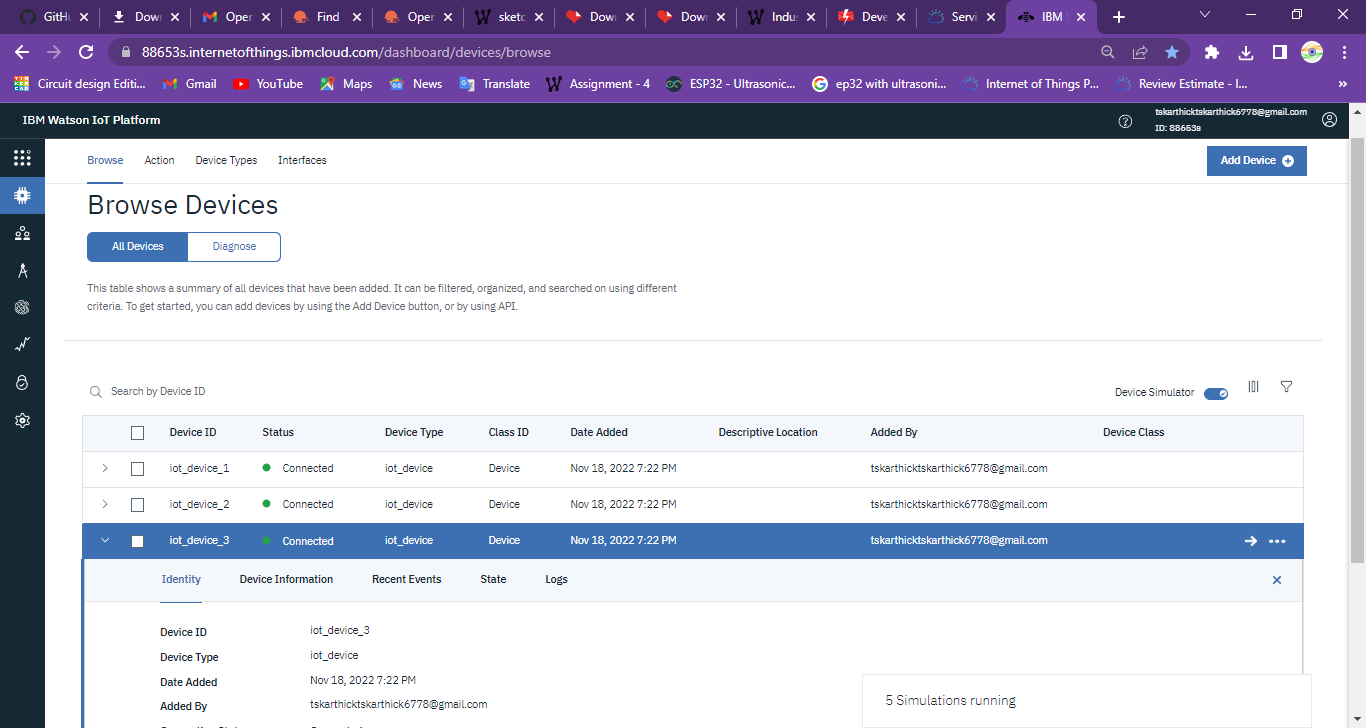 GitHu Down Gmail Oper Find Oper sketc Down Down Indus Deve Servi IBM
88653s.internetofthings.ibmcloud.com/dashboard/devices/browse
Circuit design Editi... Gmail YouTube Maps News Translate Assignment - 4 ESP32 - Ultrasonic... ep32 with ultrasoni... Internet of Things P... Review Estimate - I... »
IBM Watson IoT Platform
tskarthicktskarthick6778@gmail.com
ID: 88653s
Browse Action Device Types Interfaces Add Device
Browse Devices
All Devices Diagnose
This table shows a summary of all devices that have been added. It can be filtered, organized, and searched on using different
criteria. To get started, you can add devices by using the Add Device button, or by using API.
Search by Device ID Device Simulator
Device ID Status Device Type Class ID Date Added Descriptive Location Added By Device Class
iot_device_1 Connected iot_device Device Nov 18, 2022 7:22 PM tskarthicktskarthick6778@gmail.com
iot_device_2 Connected iot_device Device Nov 18, 2022 7:22 PM tskarthicktskarthick6778@gmail.com
iot_device_3 Connected iot_device Device Nov 18, 2022 7:22 PM tskarthicktskarthick6778@gmail.com
Identity Device Information Recent Events State Logs
Device ID iot_device_3
Device Type iot_device
Date Added Nov 18, 2022 7:22 PM
Added By tskarthicktskarthick6778@gmail.com
5 Simulations running